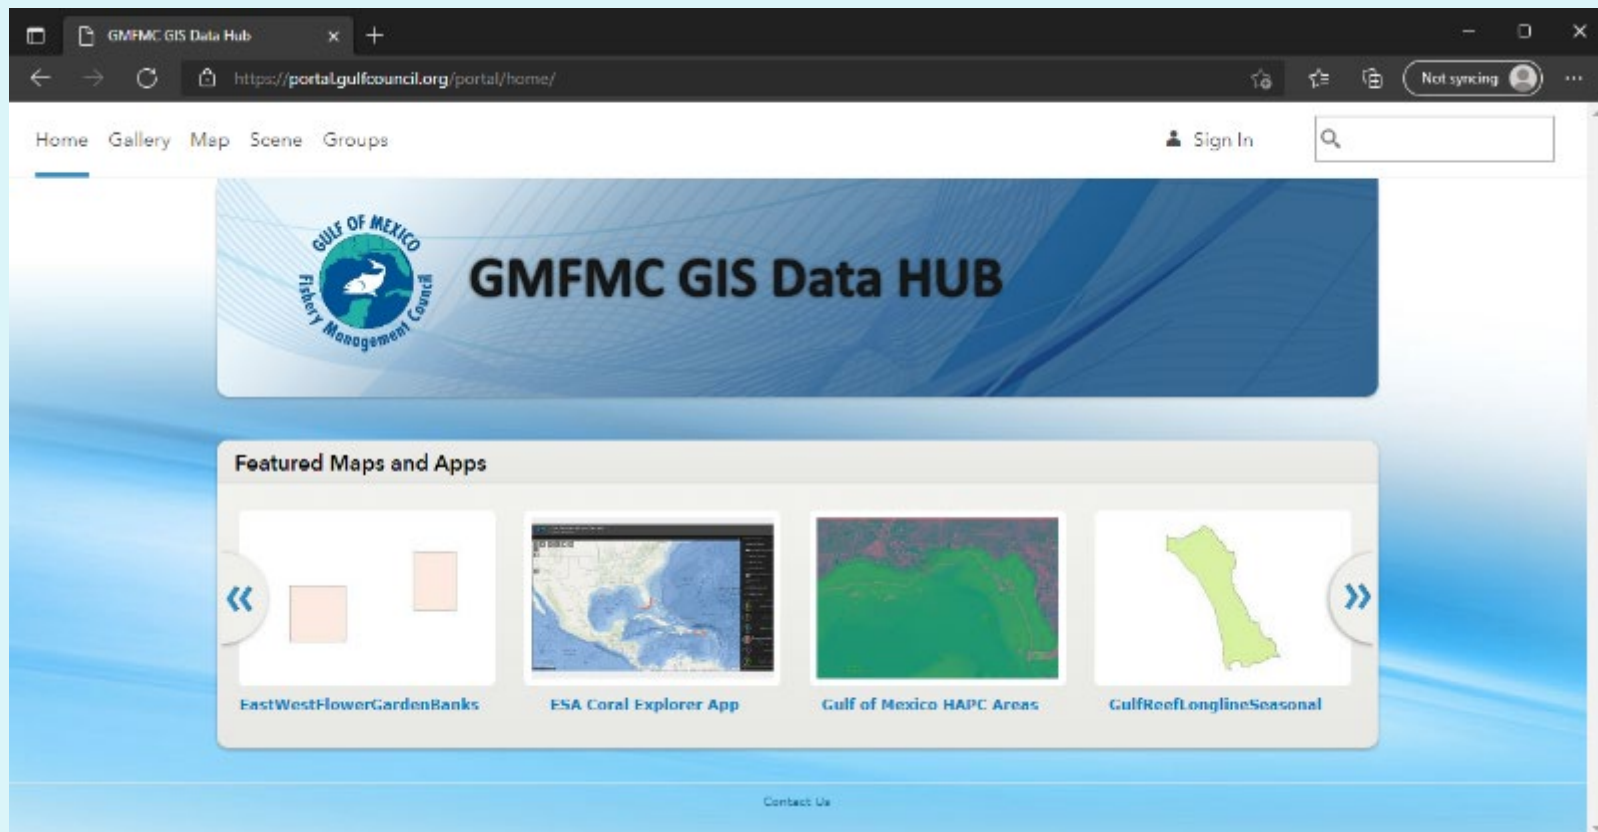 GMFMC GIS Data Hub
https://portal.gulfcouncil.org/portal/home/
Not syncing
Home Gallery Map Scene Groups
Sign In
GULF OF MEXICO
Fishery Management Council
GMFMC GIS Data HUB
Featured Maps and Apps
EastWestFlowerGardenBanks
ESA Coral Explorer App
Gulf of Mexico HAPC Areas
GulfReefLonglineSeasonal
Contact Us